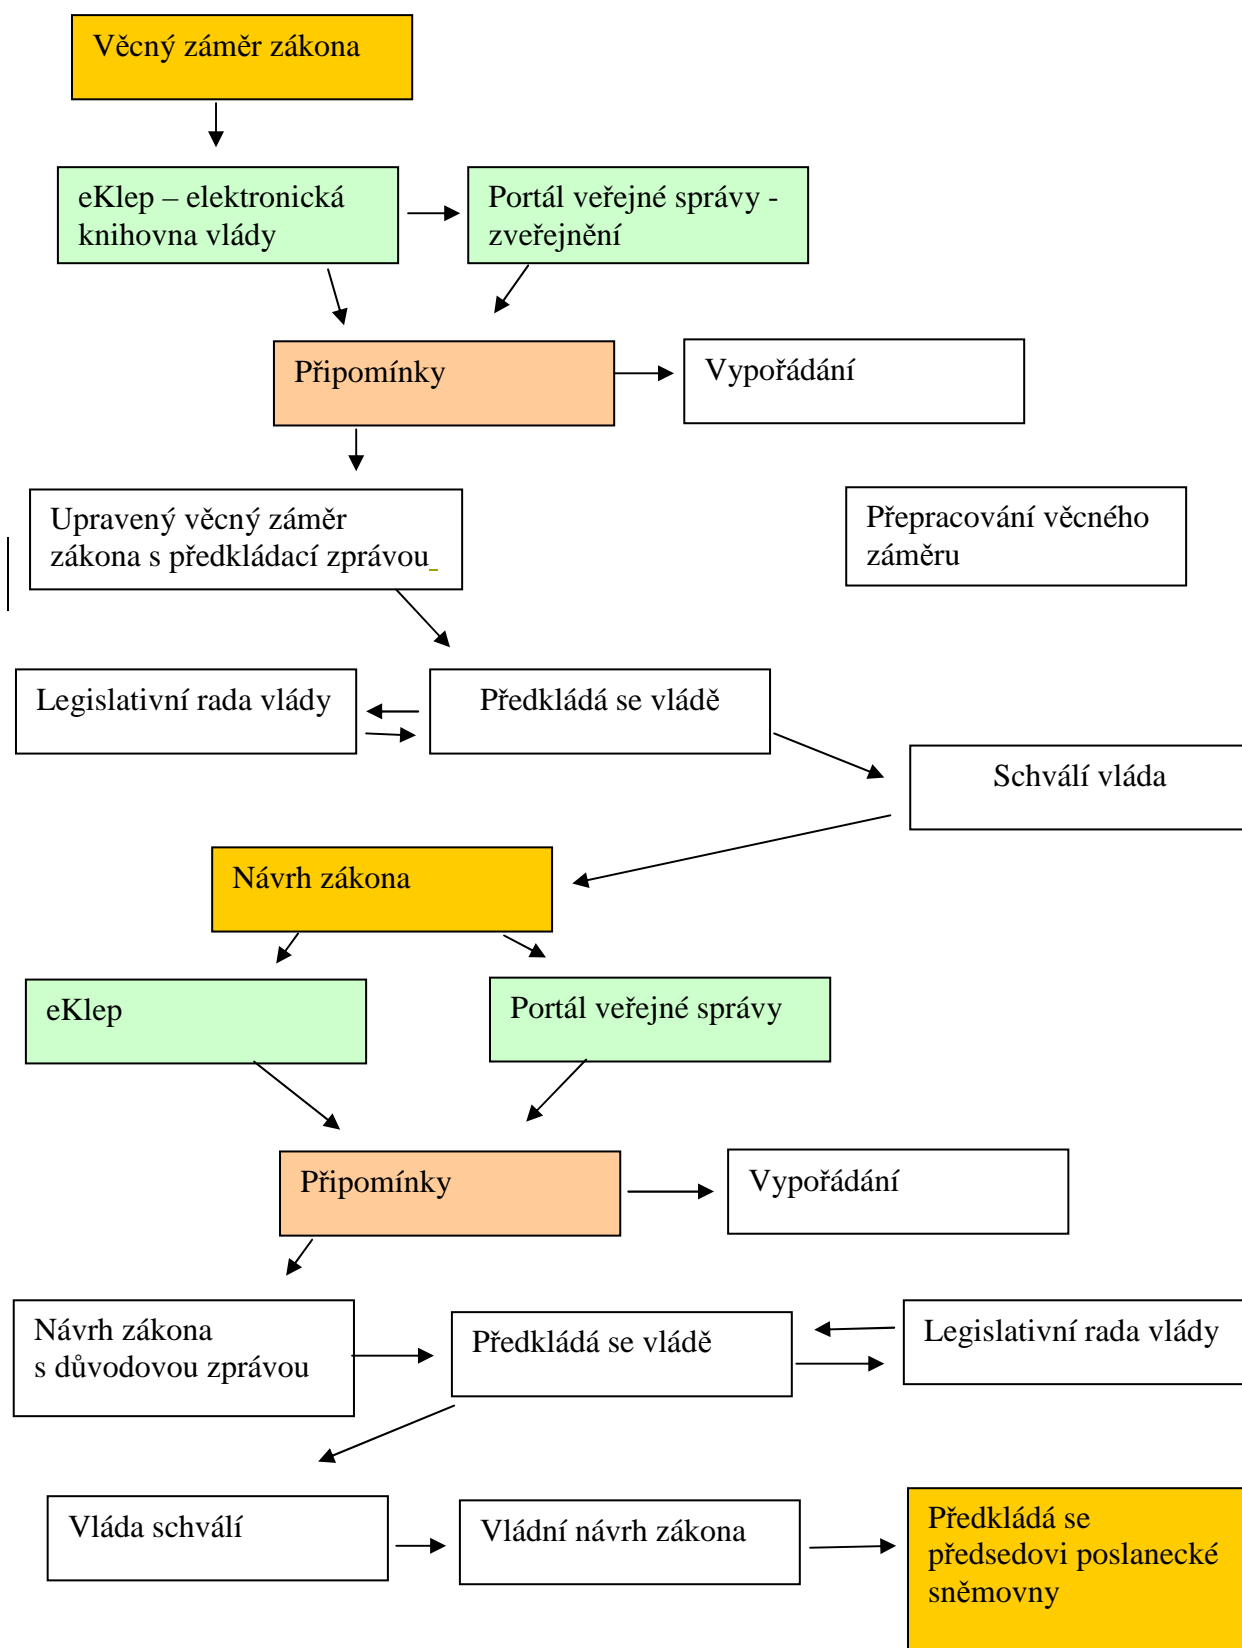 Věcný záměr zákona
eKlep – elektronická
knihovna vlády
Portál veřejné správy -
zveřejnění
Připomínky
Vypořádání
Upravený věcný záměr
zákona s předkládací zprávou
Přepracování věcného
záměru
Legislativní rada vlády
Předkládá se vládě
Schválí vláda
Návrh zákona
eKlep
Portál veřejné správy
Připomínky
Vypořádání
Návrh zákona
s důvodovou zprávou
Předkládá se vládě
Legislativní rada vlády
Vláda schválí
Vládní návrh zákona
Předkládá se
předsedovi poslanecké
sněmovny